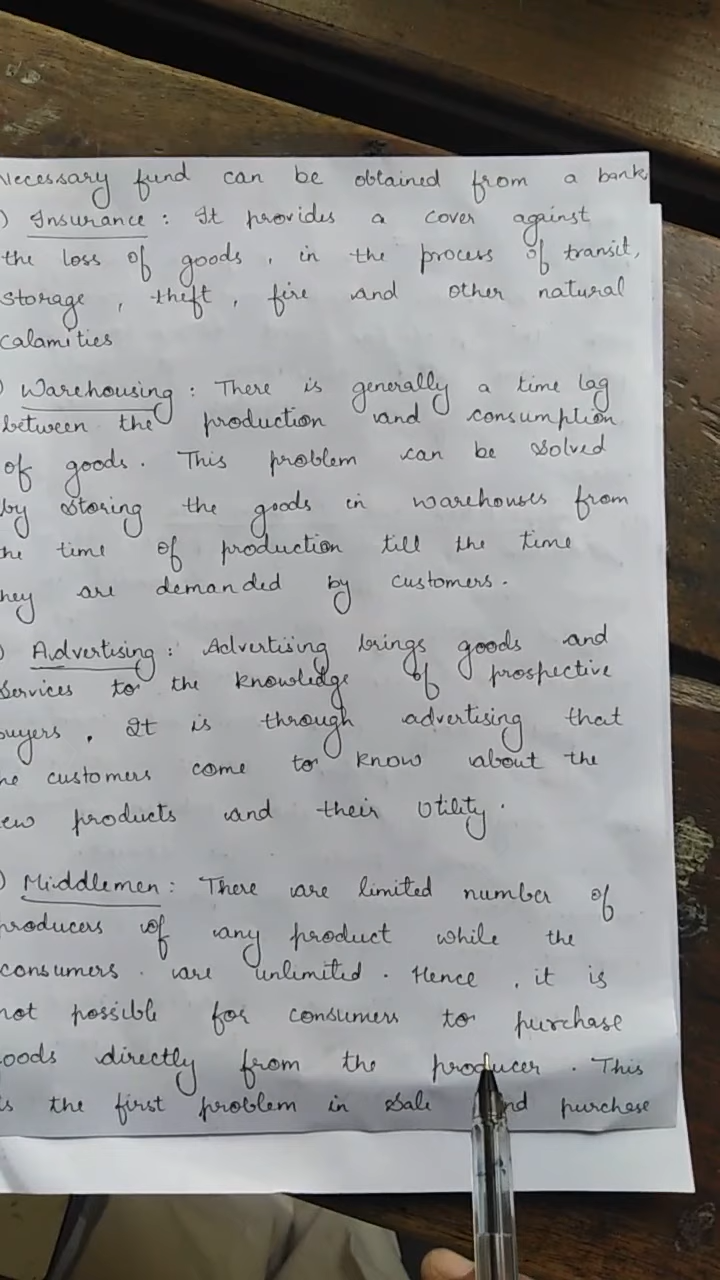 Necessary fund can be obtained from a bank
) Insurance : It provides a cover against
the loss of goods , in the process of transit,
storage , theft , fire and other natural
calamities
) Warehousing : There is generally a time lag
between the production and consumption
of goods . This problem can be solved
by storing the goods in warehouses from
he time of production till the time
hey are demanded by customers .
) Advertising : Advertising brings goods and
services to the knowledge of prospective
buyers . It is through advertising that
he customers come to know about the
ew products and their Utility .
) Middlemen : There are limited number of
producers of any product while the
consumers . are unlimited . Hence , it is
not possible for consumers to purchase
oods directly from the producer . This
s the first problem in sale and purchase